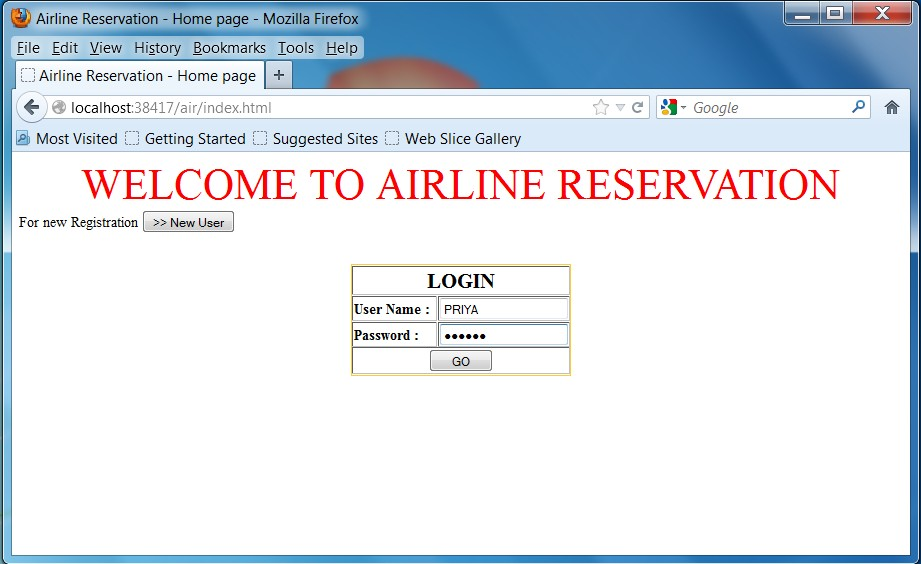 Airline Reservation - Home page - Mozilla Firefox
File Edit View History Bookmarks Tools Help
Airline Reservation - Home page +
localhost:38417/air/index.html Google
Most Visited Getting Started Suggested Sites Web Slice Gallery
WELCOME TO AIRLINE RESERVATION
For new Registration >> New User
LOGIN
User Name : PRIYA
Password : ••••••
GO